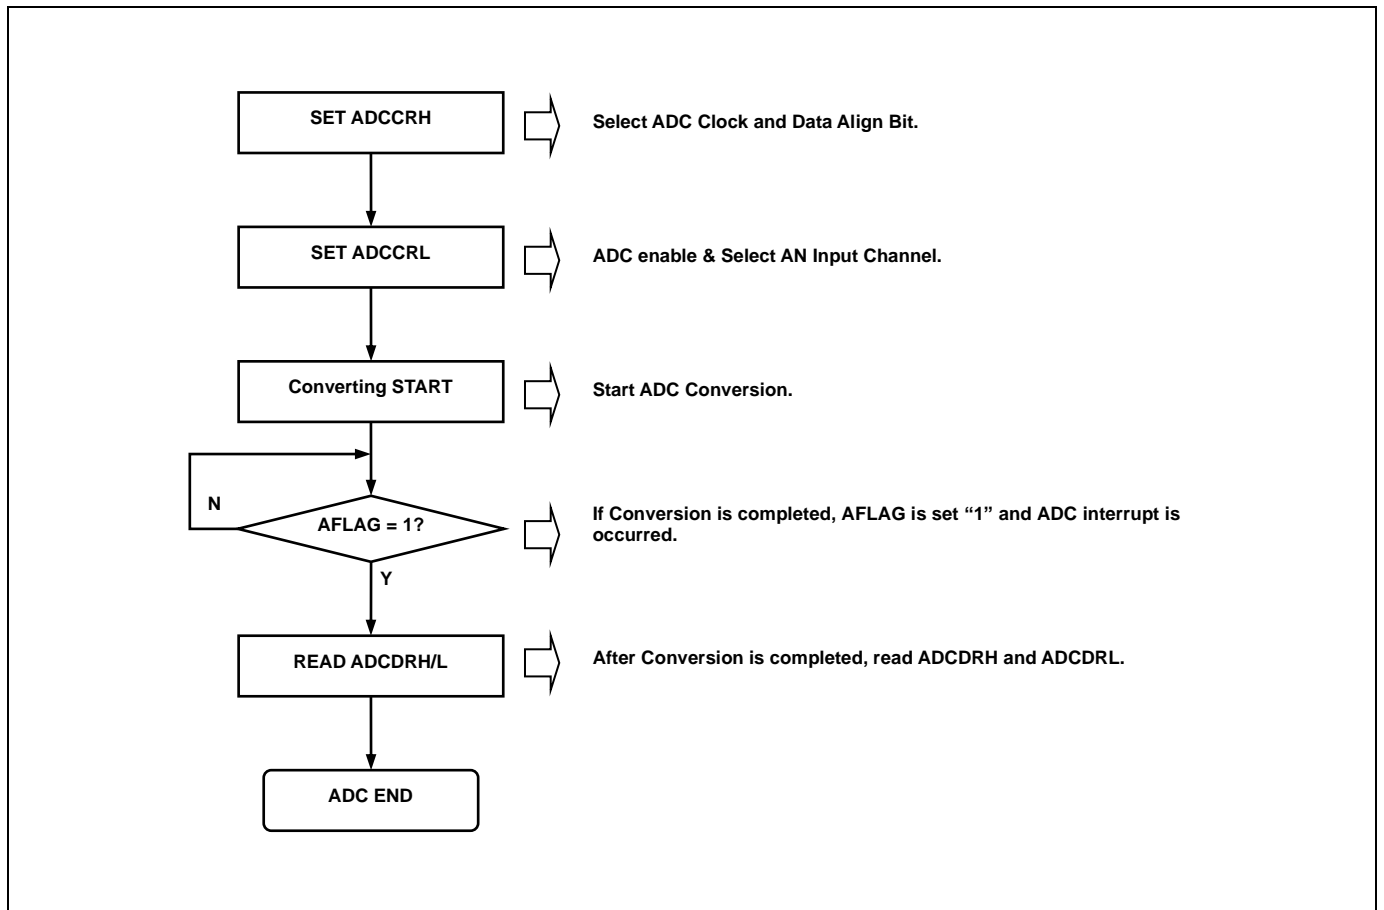 SET ADCCRH
Select ADC Clock and Data Align Bit.
SET ADCCRL
ADC enable & Select AN Input Channel.
Converting START
Start ADC Conversion.
N
AFLAG = 1?
If Conversion is completed, AFLAG is set “1” and ADC interrupt is
occurred.
Y
READ ADCDRH/L
After Conversion is completed, read ADCDRH and ADCDRL.
ADC END